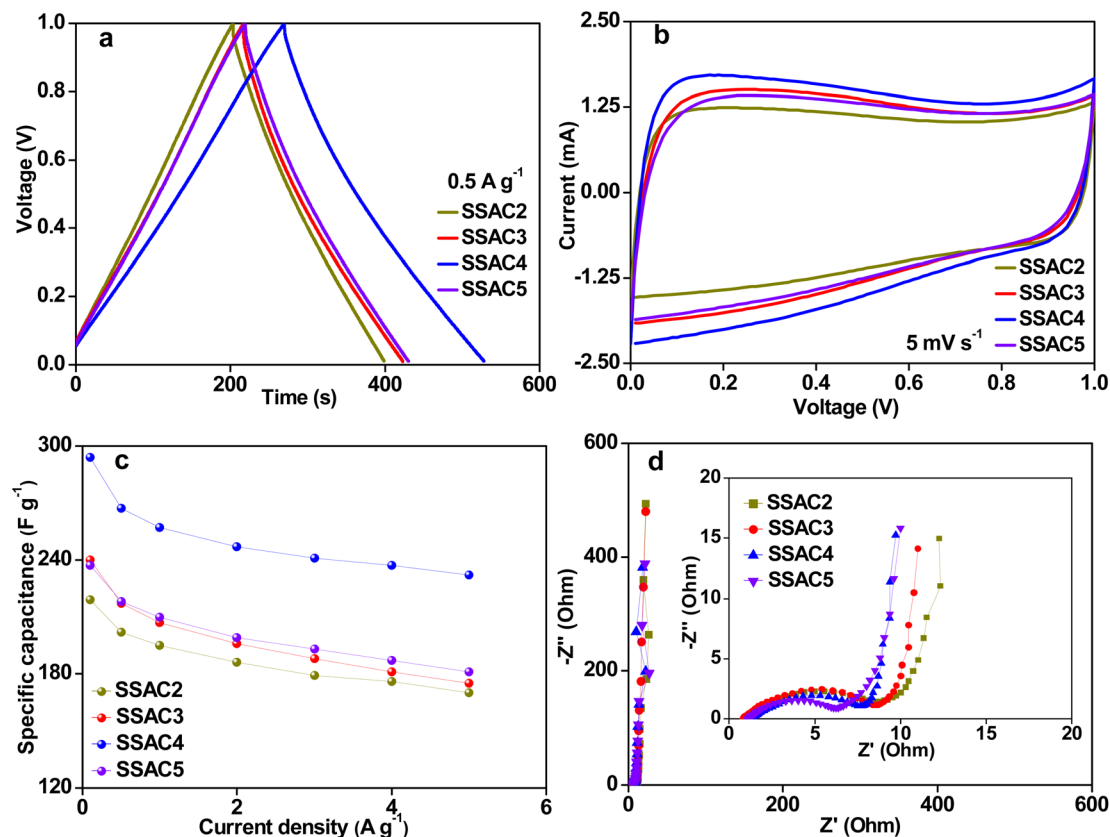 a
Voltage (V)
1.0
0.8
0.6
0.4
0.2
0.0
0.5 A g⁻¹
SSAC2
SSAC3
SSAC4
SSAC5
0
200
400
600
Time (s)
b
Current (mA)
2.50
1.25
0.00
-1.25
-2.50
SSAC2
SSAC3
SSAC4
SSAC5
5 mV s⁻¹
0.0
0.2
0.4
0.6
0.8
1.0
Voltage (V)
c
Specific capacitance (F g⁻¹)
300
240
180
120
SSAC2
SSAC3
SSAC4
SSAC5
0
2
4
6
Current density (A g⁻¹)
d
-Z'' (Ohm)
600
400
200
0
0
200
400
600
Z' (Ohm)
SSAC2
SSAC3
SSAC4
SSAC5
-Z'' (Ohm)
20
15
10
5
0
0
5
10
15
20
Z' (Ohm)